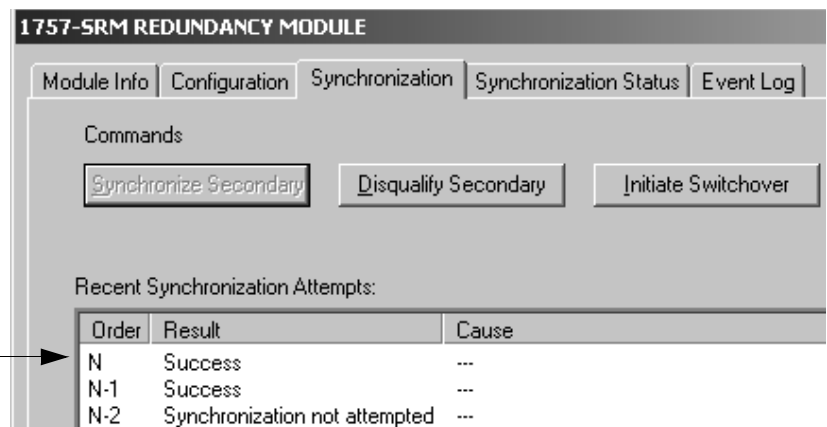 1757-SRM REDUNDANCY MODULE
Module Info Configuration Synchronization Synchronization Status Event Log
Commands
Synchronize Secondary Disqualify Secondary Initiate Switchover
Recent Synchronization Attempts:
Order Result Cause
N Success ---
N-1 Success ---
N-2 Synchronization not attempted ---